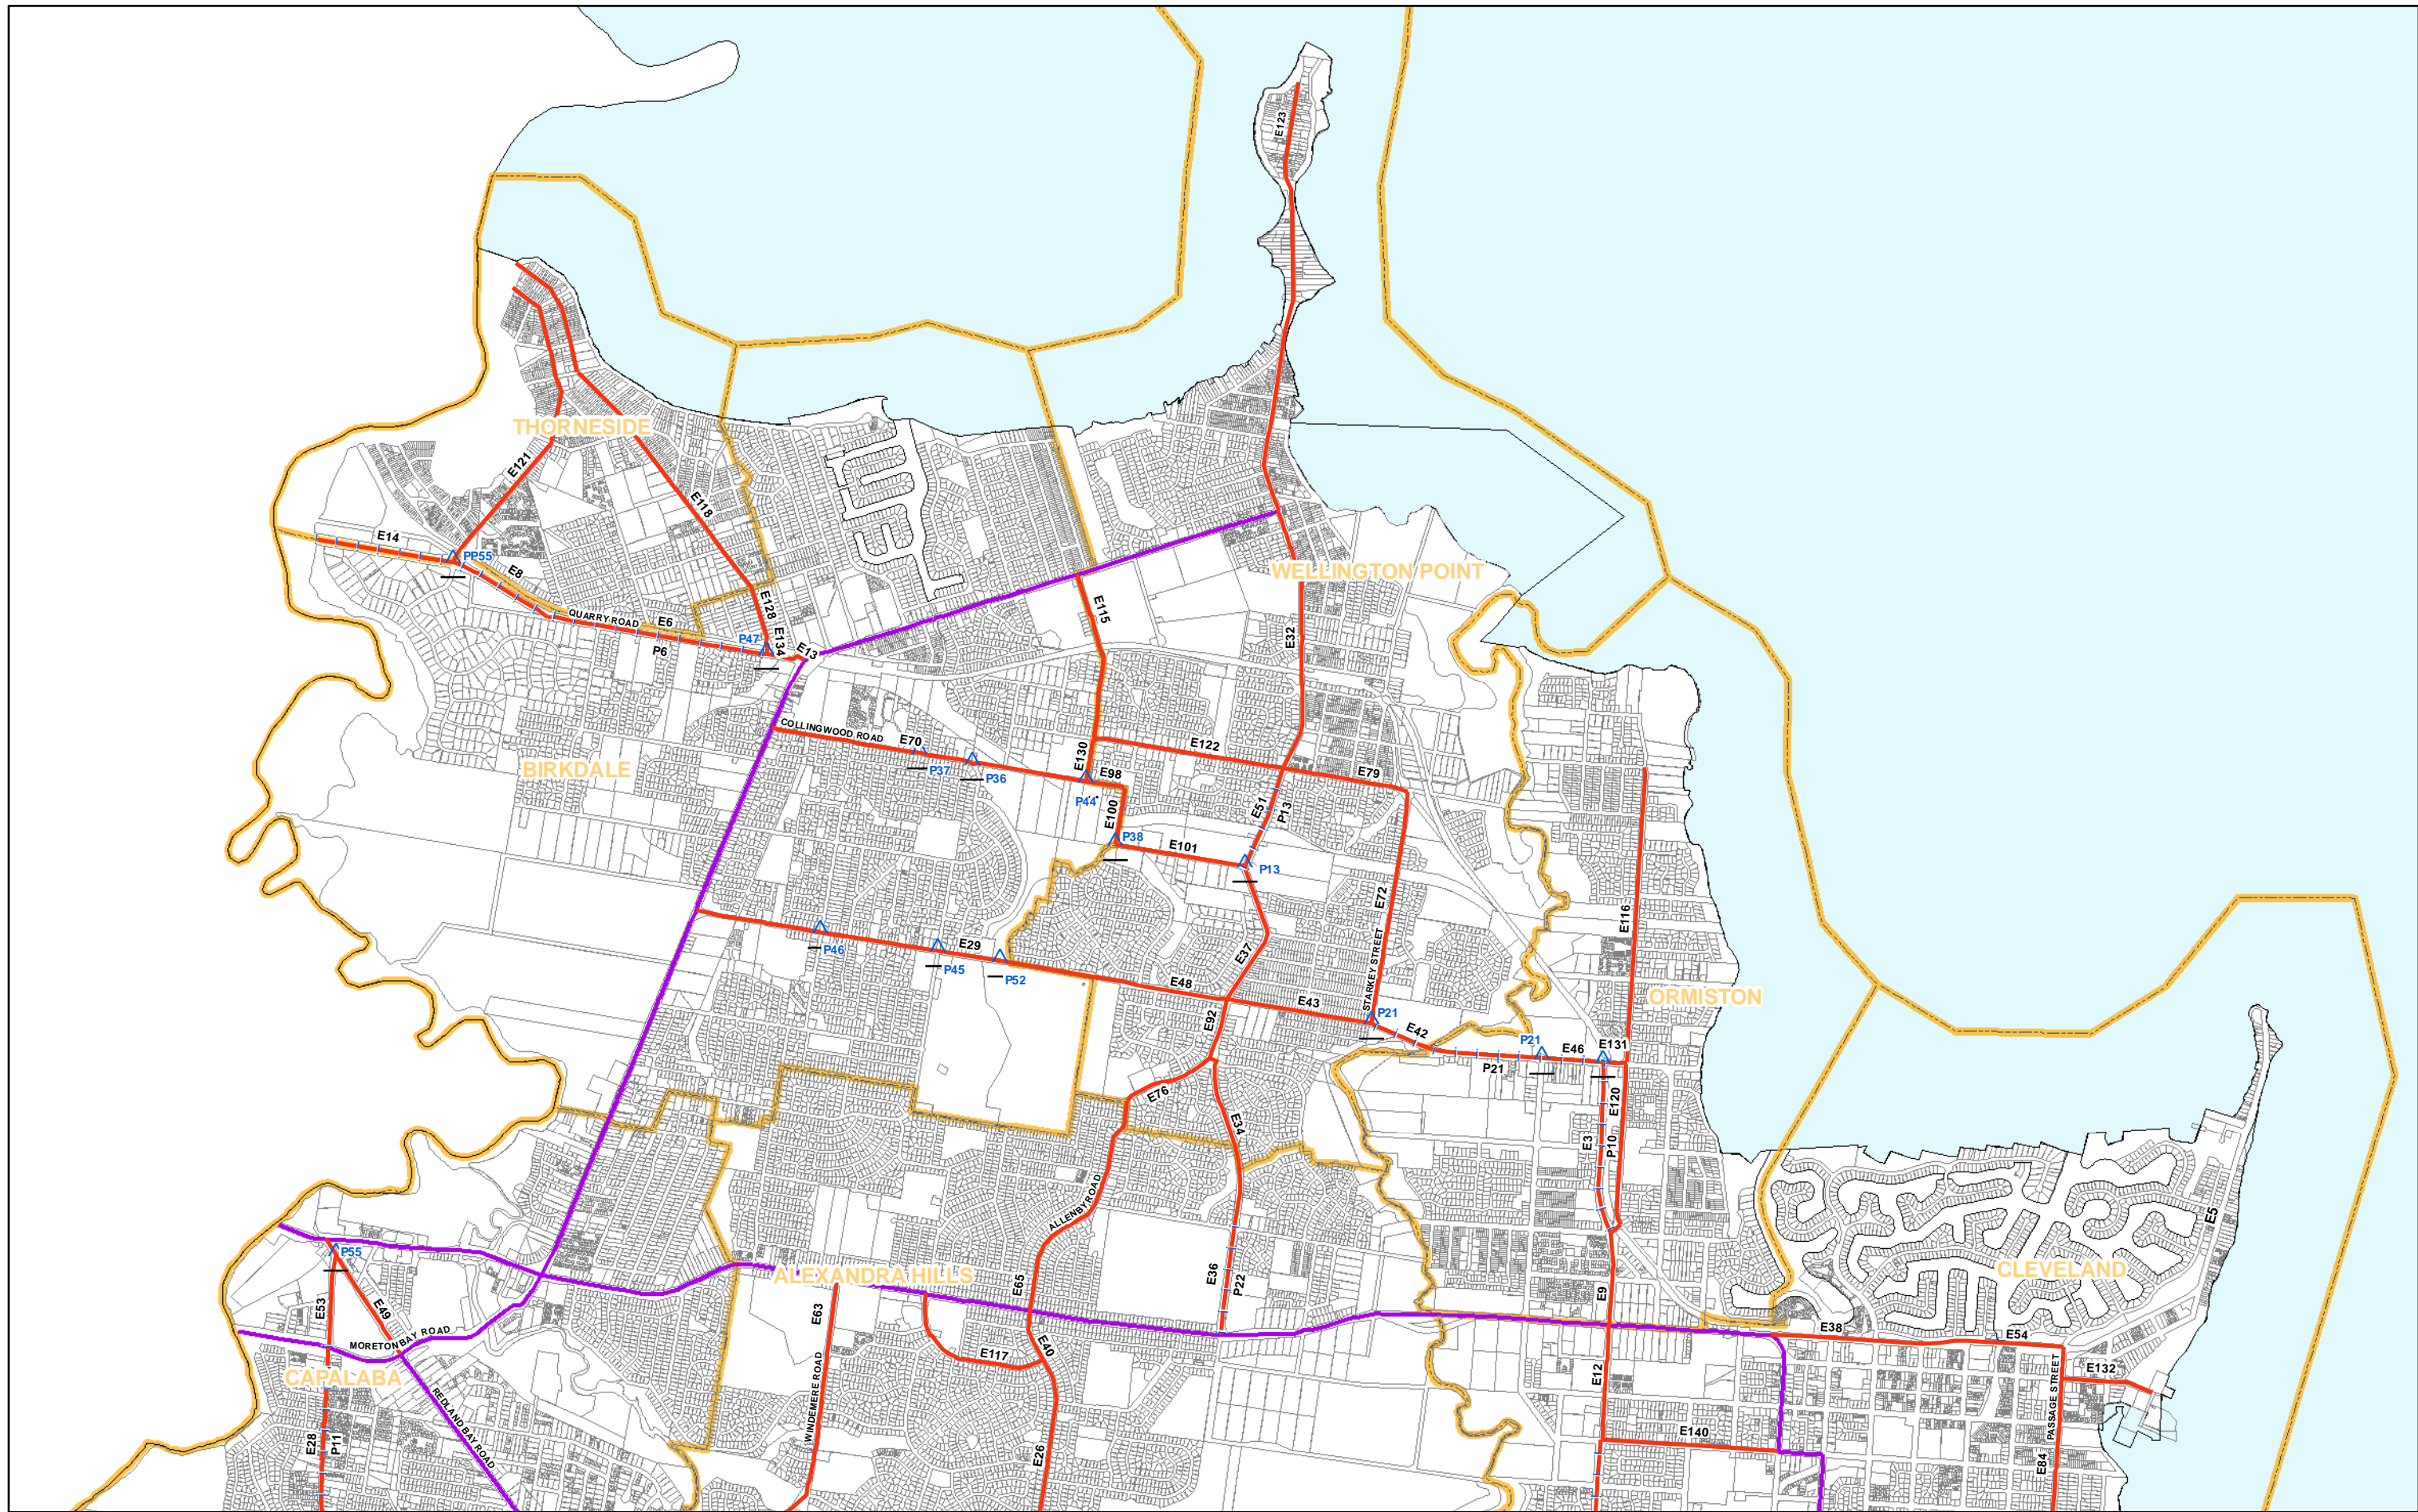 E123
THORNESIDE
E121
E118
E14
PP55
E8
QUARRY ROAD
E6
P6
P47
E128
E134
E13
WELLINGTON POINT
E115
E32
COLLINGWOOD ROAD
E70
P37
P36
E130
E98
P44
E122
E79
BIRKDALE
E100
P38
E101
E51
P13
P13
E72
STARKEY STREET
E116
P46
E29
P45
P52
E48
E37
E43
E92
P21
E42
ORMISTON
P21
E46
E131
P21
E76
E34
E3
P10
E120
ALLENBY ROAD
P55
E53
E49
MORETON BAY ROAD
CAPALABA
REDLAND BAY ROAD
E28
P11
ALEXANDRA HILLS
E63
WINDEMERE ROAD
E65
E117
E40
E26
E36
P22
E9
E12
E140
E5
CLEVELAND
E38
E54
E132
PASSAGE STREET
E84